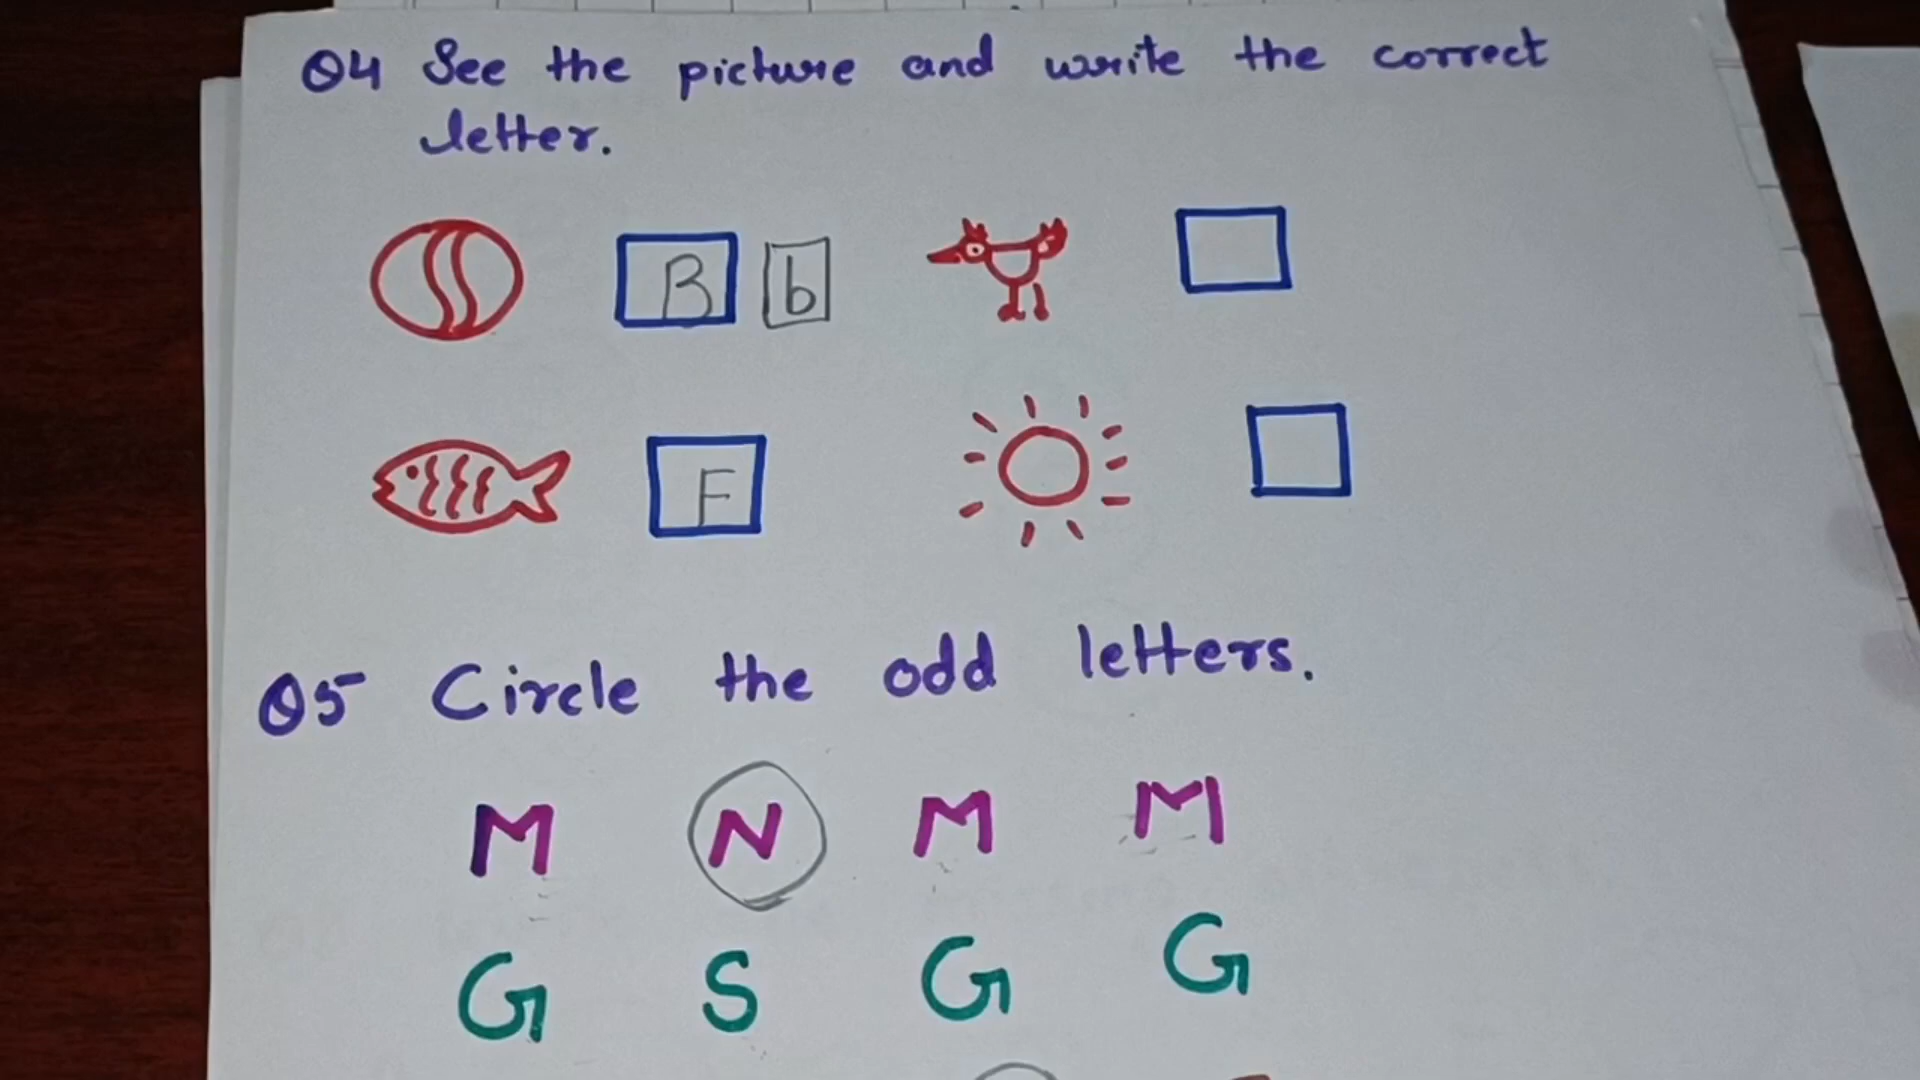 Q4 See the picture and write the correct
letter.
B b
F
Q5 Circle the odd letters.
M N M M
G S G G